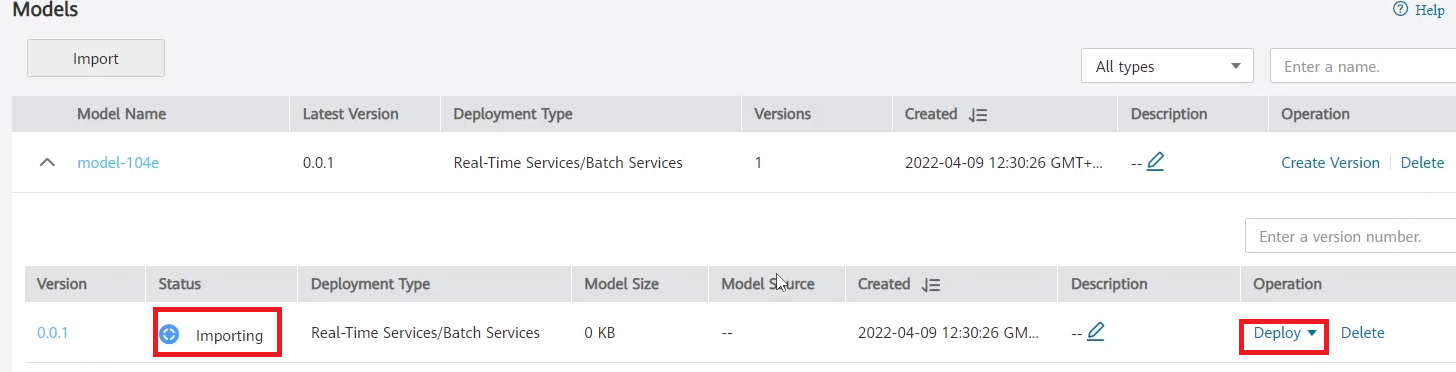 Models
Help
Import
All types
Enter a name.
Model Name Latest Version Deployment Type Versions Created Description Operation
model-104e 0.0.1 Real-Time Services/Batch Services 1 2022-04-09 12:30:26 GMT+... -- Create Version Delete
Enter a version number.
Version Status Deployment Type Model Size Model Source Created Description Operation
0.0.1 Importing Real-Time Services/Batch Services 0 KB -- 2022-04-09 12:30:26 GM... -- Deploy Delete